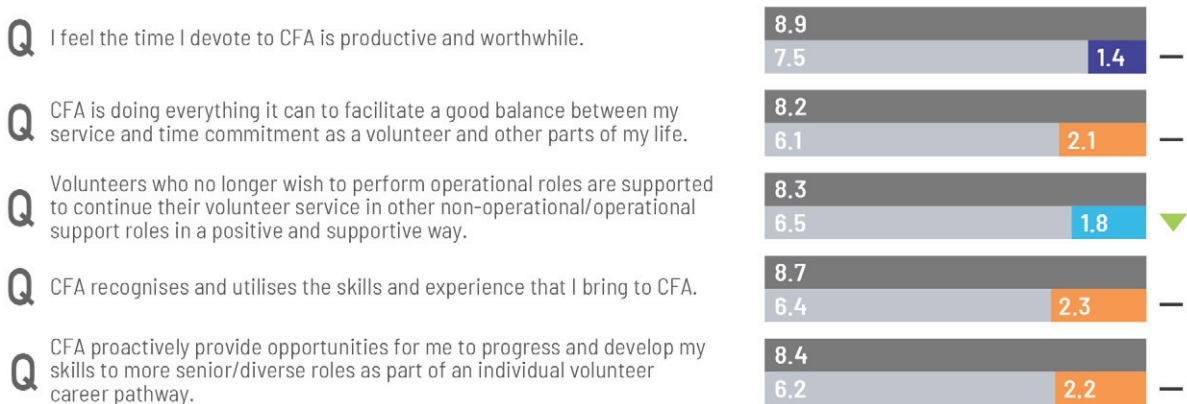 Q
I feel the time I devote to CFA is productive and worthwhile.
8.9
7.5
1.4
Q
CFA is doing everything it can to facilitate a good balance between my
service and time commitment as a volunteer and other parts of my life.
8.2
6.1
2.1
Q
Volunteers who no longer wish to perform operational roles are supported
to continue their volunteer service in other non-operational/operational
support roles in a positive and supportive way.
8.3
6.5
1.8
Q
CFA recognises and utilises the skills and experience that I bring to CFA.
8.7
6.4
2.3
Q
CFA proactively provide opportunities for me to progress and develop my
skills to more senior/diverse roles as part of an individual volunteer
career pathway.
8.4
6.2
2.2